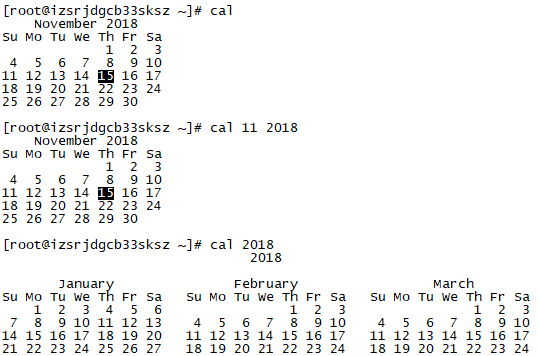 [root@izsrjdgcb33sksz ~]# cal
    November 2018
Su Mo Tu We Th Fr Sa
             1  2  3
 4  5  6  7  8  9 10
11 12 13 14 15 16 17
18 19 20 21 22 23 24
25 26 27 28 29 30
[root@izsrjdgcb33sksz ~]# cal 11 2018
    November 2018
Su Mo Tu We Th Fr Sa
             1  2  3
 4  5  6  7  8  9 10
11 12 13 14 15 16 17
18 19 20 21 22 23 24
25 26 27 28 29 30
[root@izsrjdgcb33sksz ~]# cal 2018
                               2018
       January               February                 March
Su Mo Tu We Th Fr Sa   Su Mo Tu We Th Fr Sa   Su Mo Tu We Th Fr Sa
    1  2  3  4  5  6                1  2  3                1  2  3
 7  8  9 10 11 12 13    4  5  6  7  8  9 10    4  5  6  7  8  9 10
14 15 16 17 18 19 20   11 12 13 14 15 16 17   11 12 13 14 15 16 17
21 22 23 24 25 26 27   18 19 20 21 22 23 24   18 19 20 21 22 23 24